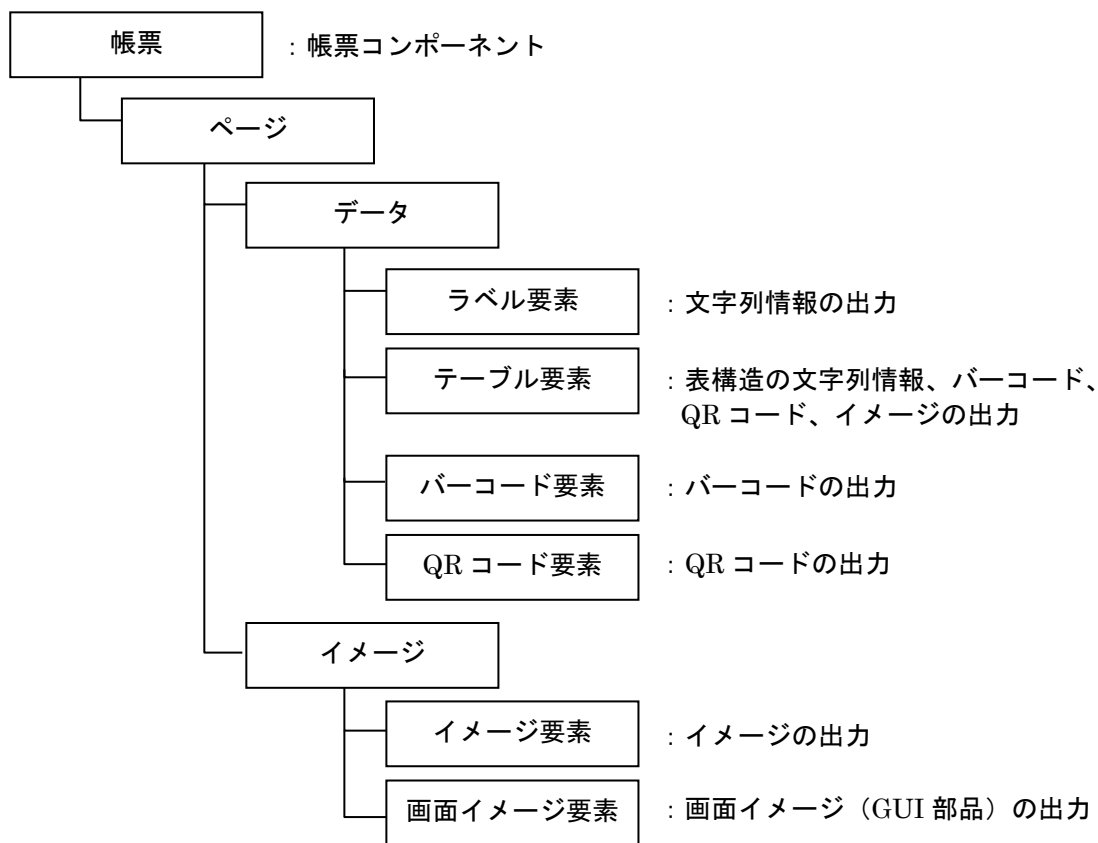 帳票 : 帳票コンポーネント
ページ
データ
ラベル要素 : 文字列情報の出力
テーブル要素 : 表構造の文字列情報、バーコード、
QR コード、イメージの出力
バーコード要素 : バーコードの出力
QR コード要素 : QR コードの出力
イメージ
イメージ要素 : イメージの出力
画面イメージ要素 : 画面イメージ（GUI 部品）の出力